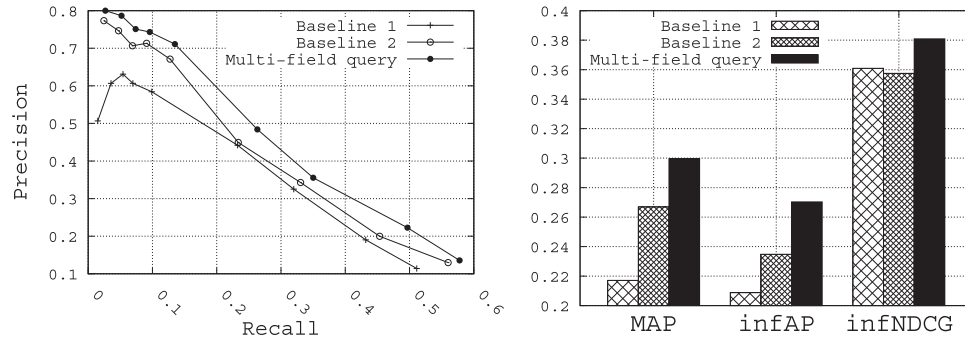 0.8
0.7
0.6
0.5
0.4
0.3
0.2
0.1
Precision
Baseline 1
Baseline 2
Multi-field query
0 0.1 0.2 0.3 0.4 0.5 0.6
Recall
0.4
0.38
0.36
0.34
0.32
0.3
0.28
0.26
0.24
0.22
0.2
Baseline 1
Baseline 2
Multi-field query
MAP infAP infNDCG